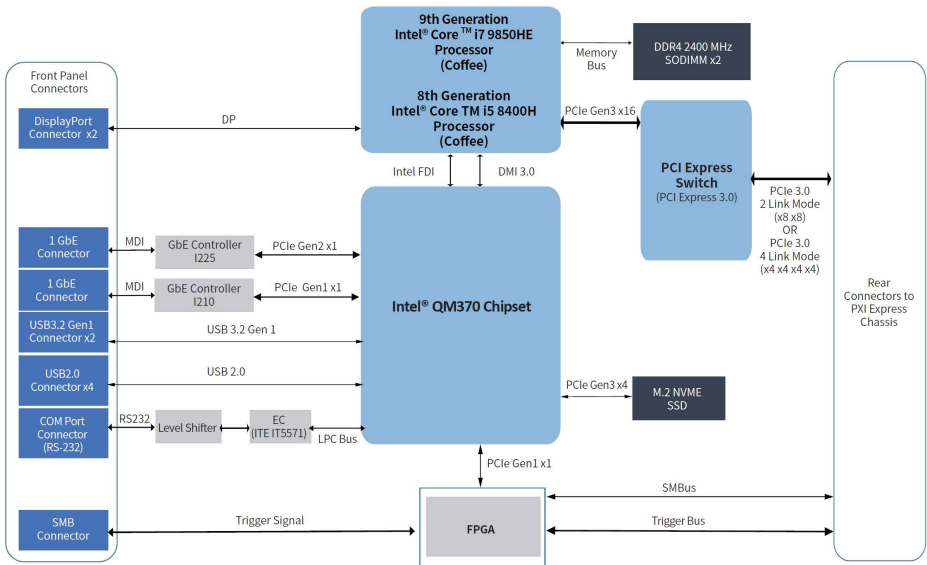 9th Generation
Intel® Core ™ i7 9850HE
Processor
(Coffee)
8th Generation
Intel® Core TM i5 8400H
Processor
(Coffee)
Memory
Bus
DDR4 2400 MHz
SODIMM x2
Front Panel
Connectors
DisplayPort
Connector x2
DP
PCIe Gen3 x16
PCI Express
Switch
(PCI Express 3.0)
Intel FDI
DMI 3.0
PCIe 3.0
2 Link Mode
(x8 x8)
OR
PCIe 3.0
4 Link Mode
(x4 x4 x4 x4)
1 GbE
Connector
MDI
GbE Controller
I225
PCIe Gen2 x1
1 GbE
Connector
MDI
GbE Controller
I210
PCIe Gen1 x1
Intel® QM370 Chipset
Rear
Connectors to
PXI Express
Chassis
USB3.2 Gen1
Connector x2
USB 3.2 Gen 1
USB2.0
Connector x4
USB 2.0
PCIe Gen3 x4
M.2 NVME
SSD
COM Port
Connector
(RS-232)
RS232
Level Shifter
EC
(ITE IT5571)
LPC Bus
PCIe Gen1 x1
SMBus
SMB
Connector
Trigger Signal
FPGA
Trigger Bus